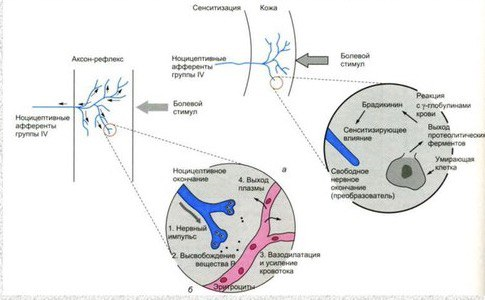 Сенситизация Кожа
Ноцицептивные
афференты
группы IV
Болевой
стимул
Аксон-рефлекс
Ноцицептивные
афференты
группы IV
Болевой
стимул
Реакция
с γ-глобулинами
крови
Брадикинин
Сенситизирующее
влияние
Выход
протеолитических
ферментов
Умирающая
клетка
Свободное
нервное
окончание
(преобразователь)
а
Ноцицептивное
окончание
4. Выход
плазмы
1. Нервный
импульс
2. Высвобождение
вещества P
3. Вазодилатация
и усиление
кровотока
Эритроциты
б